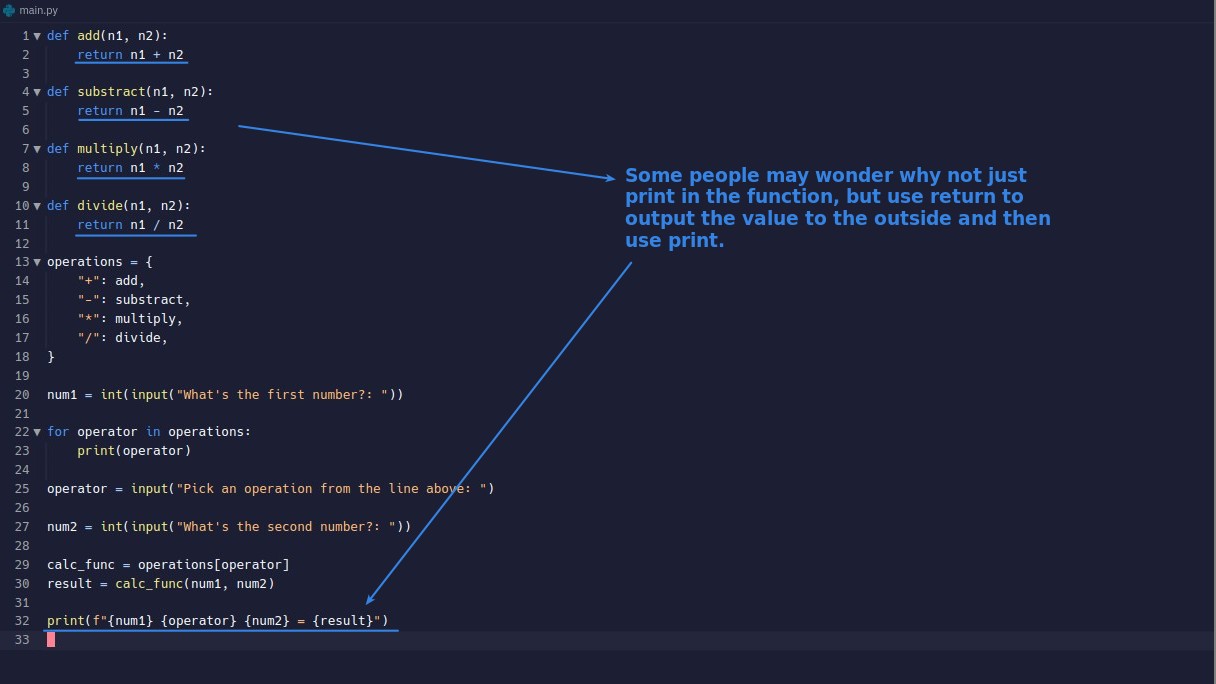 main.py
1 def add(n1, n2):
2     return n1 + n2
3
4 def substract(n1, n2):
5     return n1 - n2
6
7 def multiply(n1, n2):
8     return n1 * n2
9
10 def divide(n1, n2):
11     return n1 / n2
12
13 operations = {
14     "+": add,
15     "-": substract,
16     "*": multiply,
17     "/": divide,
18 }
19
20 num1 = int(input("What's the first number?: "))
21
22 for operator in operations:
23     print(operator)
24
25 operator = input("Pick an operation from the line above: ")
26
27 num2 = int(input("What's the second number?: "))
28
29 calc_func = operations[operator]
30 result = calc_func(num1, num2)
31
32 print(f"{num1} {operator} {num2} = {result}")
33
Some people may wonder why not just
print in the function, but use return to
output the value to the outside and then
use print.